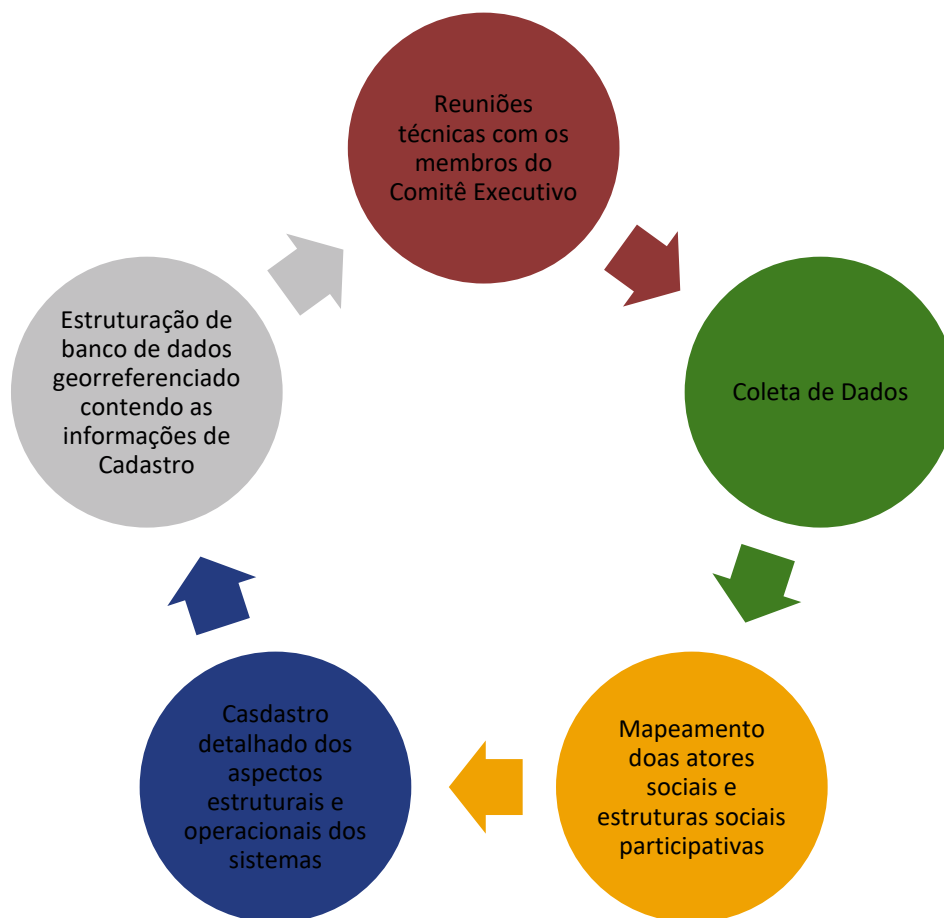 Reuniões
técnicas com os
membros do
Comitê Executivo
Coleta de Dados
Mapeamento
doas atores
sociais e
estruturas sociais
participativas
Casdastro
detalhado dos
aspectos
estruturais e
operacionais dos
sistemas
Estruturação de
banco de dados
georreferenciado
contendo as
informações de
Cadastro